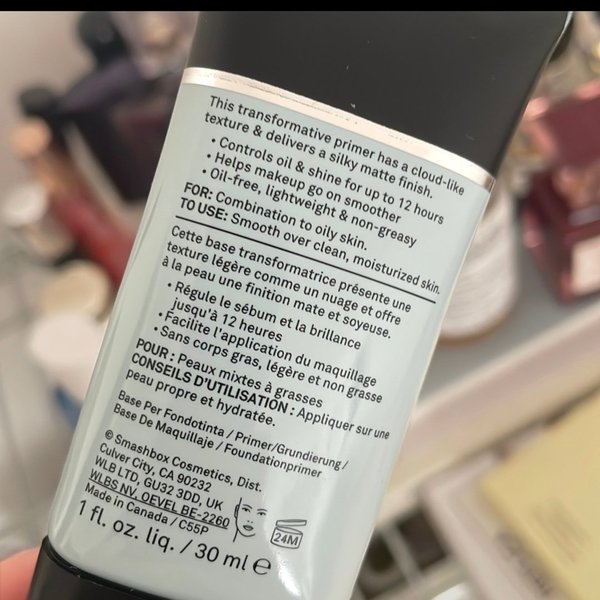 This transformative primer has a cloud-like
texture & delivers a silky matte finish.
• Controls oil & shine for up to 12 hours
• Helps makeup go on smoother
• Oil-free, lightweight & non-greasy
FOR: Combination to oily skin.
TO USE: Smooth over clean, moisturized skin.
Cette base transformatrice présente une
texture légère comme un nuage et offre
à la peau une finition mate et soyeuse.
• Régule le sébum et la brillance
jusqu'à 12 heures
• Facilite l'application du maquillage
• Sans corps gras, légère et non grasse
POUR : Peaux mixtes à grasses
CONSEILS D'UTILISATION : Appliquer sur une
peau propre et hydratée.
Base Per Fondotinta / Primer/Grundierung /
Base De Maquillaje / Foundationprimer
© Smashbox Cosmetics, Dist.
Culver City, CA 90232
WLB LTD, GU32 3DD, UK
WLBS NV, OEVEL BE-2260
Made in Canada / C55P
24M
1 fl. oz. liq. / 30 ml e